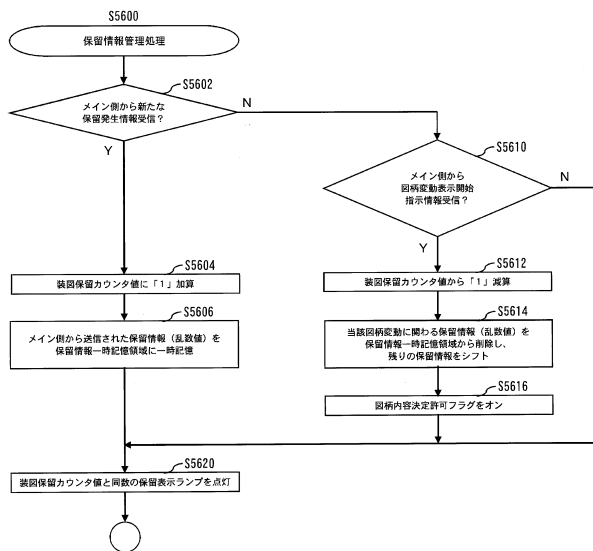 S5600
保留情報管理処理
S5602
メイン側から新たな
保留発生情報受信？
N
Y
S5610
メイン側から
図柄変動表示開始
指示情報受信？
N
Y
S5604
装図保留カウンタ値に「1」加算
S5606
メイン側から送信された保留情報（乱数値）を
保留情報一時記憶領域に一時記憶
S5612
装図保留カウンタ値から「1」減算
S5614
当該図柄変動に関わる保留情報（乱数値）を
保留情報一時記憶領域から削除し、
残りの保留情報をシフト
S5616
図柄内容決定許可フラグをオン
S5620
装図保留カウンタ値と同数の保留表示ランプを点灯